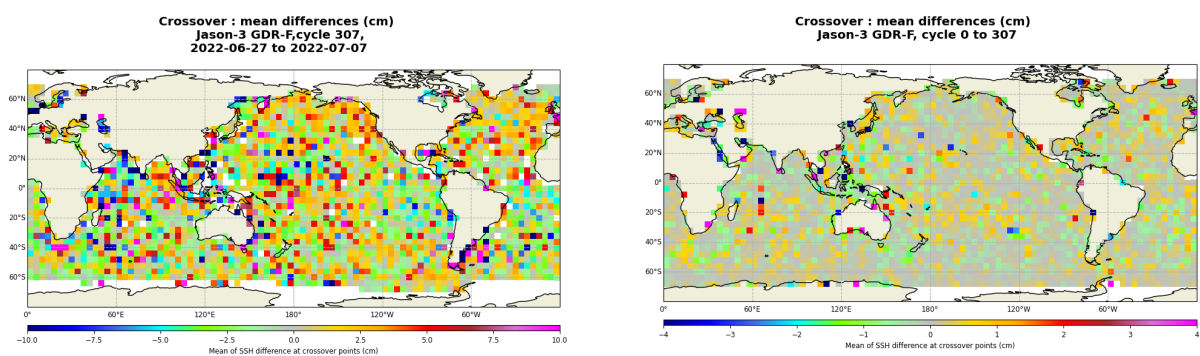 Crossover : mean differences (cm)
Jason-3 GDR-F,cycle 307,
2022-06-27 to 2022-07-07
60°N
40°N
20°N
0°
20°S
40°S
60°S
0° 60°E 120°E 180° 120°W 60°W
−10.0 −7.5 −5.0 −2.5 0.0 2.5 5.0 7.5 10.0
Mean of SSH difference at crossover points (cm)
Crossover : mean differences (cm)
Jason-3 GDR-F, cycle 0 to 307
60°N
40°N
20°N
0°
20°S
40°S
60°S
0° 60°E 120°E 180° 120°W 60°W
−4 −3 −2 −1 0 1 2 3 4
Mean of SSH difference at crossover points (cm)